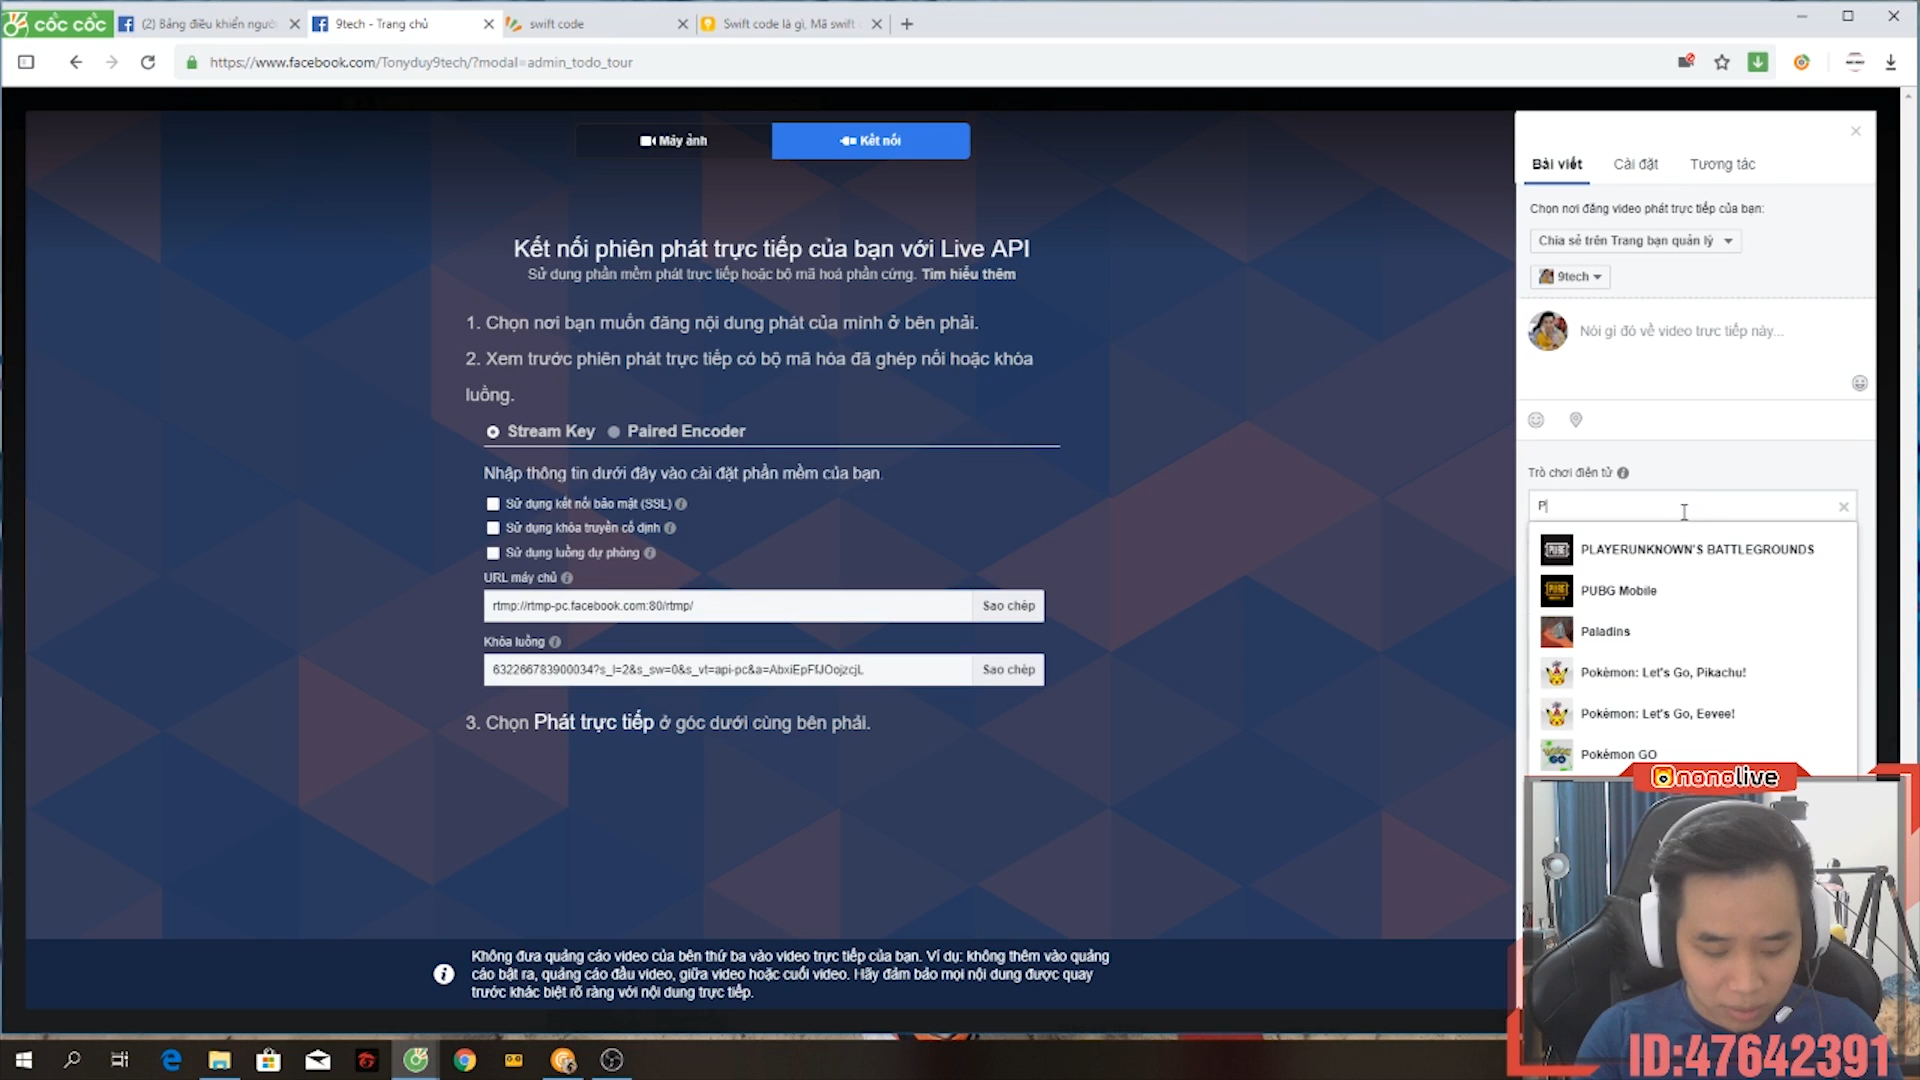 cốc cốc
(2) Bảng điều khiển ngườ
9tech - Trang chủ
swift code
Swift code là gì, Mã swift
https://www.facebook.com/Tonyduy9tech/?modal=admin_todo_tour
Máy ảnh
Kết nối
Kết nối phiên phát trực tiếp của bạn với Live API
Sử dụng phần mềm phát trực tiếp hoặc bộ mã hoá phần cứng. Tìm hiểu thêm
1. Chọn nơi bạn muốn đăng nội dung phát của mình ở bên phải.
2. Xem trước phiên phát trực tiếp có bộ mã hóa đã ghép nối hoặc khóa
luồng.
Stream Key
Paired Encoder
Nhập thông tin dưới đây vào cài đặt phần mềm của bạn.
Sử dụng kết nối bảo mật (SSL)
Sử dụng khóa truyền cố định
Sử dụng luồng dự phòng
URL máy chủ
rtmp://rtmp-pc.facebook.com:80/rtmp/
Sao chép
Khóa luồng
632266783900034?s_l=2&s_sw=0&s_vt=api-pc&a=AbxiEpFfJOojzcjL
Sao chép
3. Chọn Phát trực tiếp ở góc dưới cùng bên phải.
Không đưa quảng cáo video của bên thứ ba vào video trực tiếp của bạn. Ví dụ: không thêm vào quảng
cáo bật ra, quảng cáo đầu video, giữa video hoặc cuối video. Hãy đảm bảo mọi nội dung được quay
trước khác biệt rõ ràng với nội dung trực tiếp.
Bài viết
Cài đặt
Tương tác
Chọn nơi đăng video phát trực tiếp của bạn:
Chia sẻ trên Trang bạn quản lý
9tech
Nói gì đó về video trực tiếp này...
Trò chơi điện tử
P
PLAYERUNKNOWN'S BATTLEGROUNDS
PUBG Mobile
Paladins
Pokémon: Let's Go, Pikachu!
Pokémon: Let's Go, Eevee!
Pokémon GO
nonolive
ID:47642391